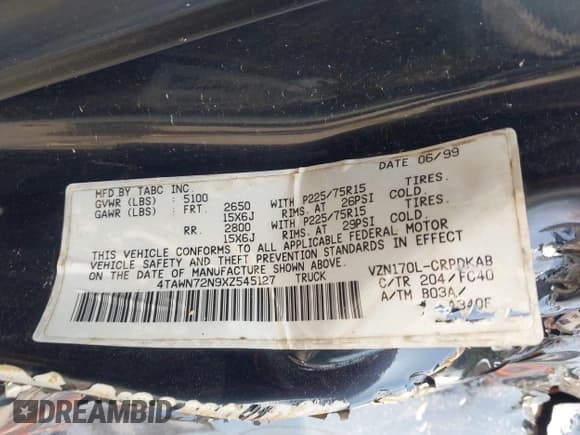 MFD BY TABC INC. DATE 06/99
GVWR (LBS) : 5100
GAWR (LBS) : FRT. 2650 WITH P225/75R15 TIRES.
15X6J RIMS. AT 26PSI COLD.
RR. 2800 WITH P225/75R15 TIRES.
15X6J RIMS. AT 29PSI COLD.
THIS VEHICLE CONFORMS TO ALL APPLICABLE FEDERAL MOTOR
VEHICLE SAFETY AND THEFT PREVENTION STANDARDS IN EFFECT
ON THE DATE OF MANUFACTURE SHOWN ABOVE.
4TAWN72N9XZ545127 TRUCK
VZN170L-CRPDKAB
C/TR 204/FC40
A/TM B03A/
A340F
DREAMBID